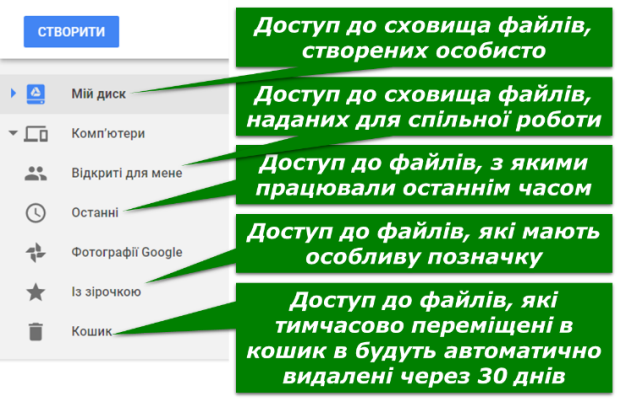 СТВОРИТИ
Мій диск
Комп'ютери
Відкриті для мене
Останні
Фотографії Google
Із зірочкою
Кошик
Доступ до сховища файлів,
створених особисто
Доступ до сховища файлів,
наданих для спільної роботи
Доступ до файлів, з якими
працювали останнім часом
Доступ до файлів, які мають
особливу позначку
Доступ до файлів, які
тимчасово переміщені в
кошик в будуть автоматично
видалені через 30 днів